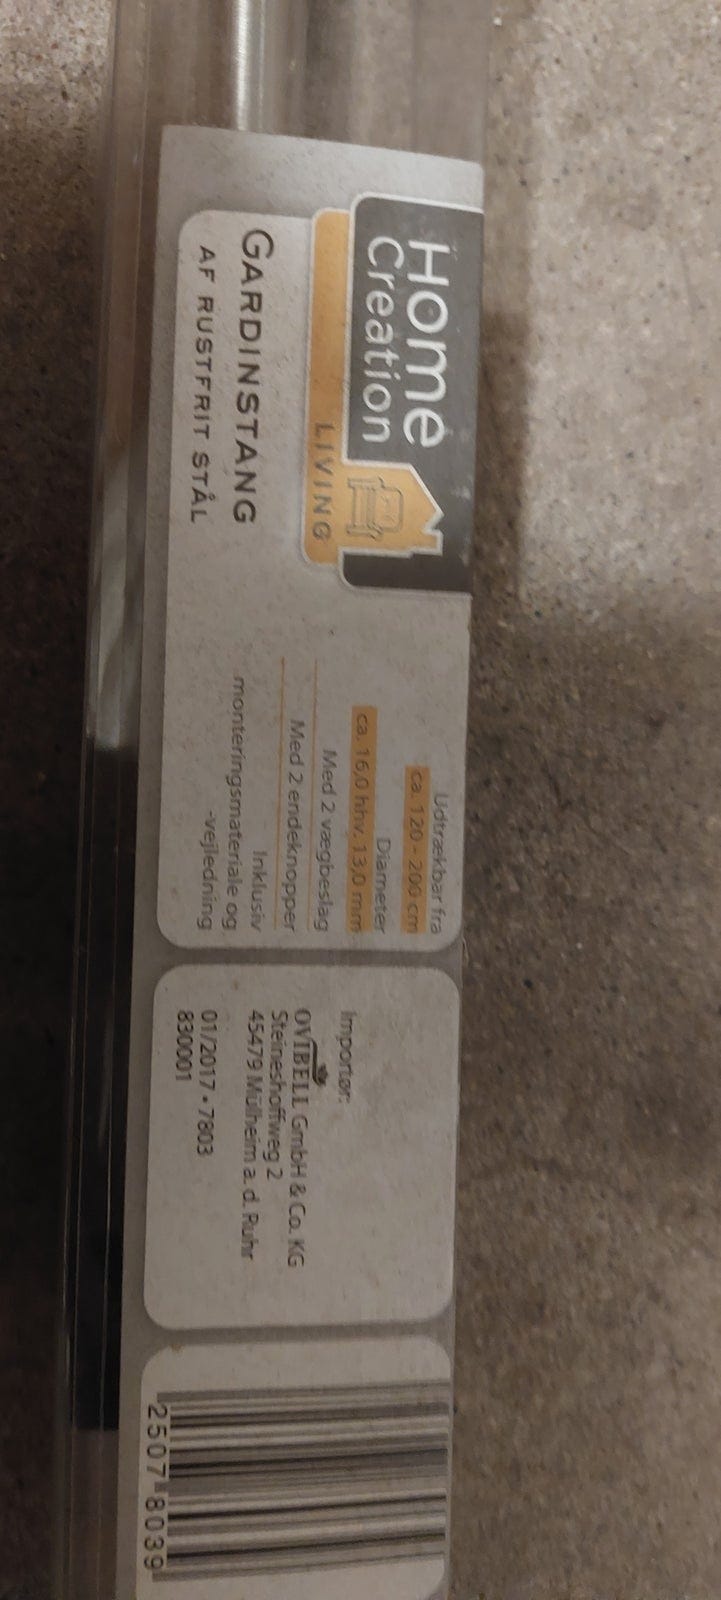 Home
Creation
LIVING
GARDINSTANG
AF RUSTFRIT STÅL
Udtrækbar fra
ca. 120 - 200 cm
Diameter
ca. 16,0 hhv. 13,0 mm
Med 2 vægbeslag
Med 2 endeknopper
Inklusiv
monteringsmateriale og
-vejledning
Importør:
OVIBELL GmbH & Co. KG
Steineshoffweg 2
45479 Mülheim a. d. Ruhr
01/2017 • 7803
830001
2507 8039